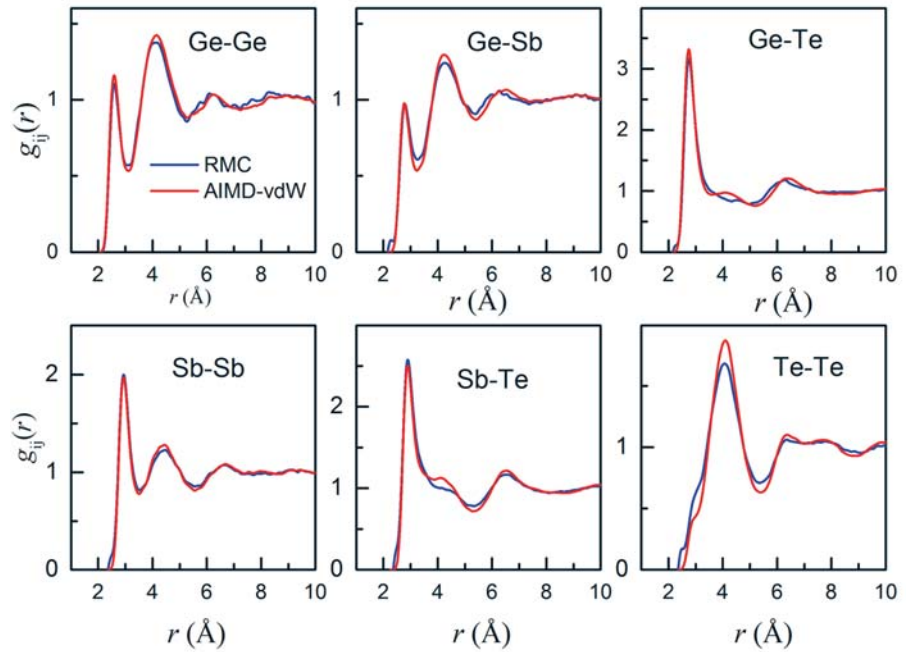 Ge-Ge
Ge-Sb
Ge-Te
g_ij(r)
1
0
RMC
AIMD-vdW
2 4 6 8 10
r (Å)
1
0
2 4 6 8 10
r (Å)
3
2
1
0
2 4 6 8 10
r (Å)
Sb-Sb
Sb-Te
Te-Te
g_ij(r)
2
1
0
2 4 6 8 10
r (Å)
2
1
0
2 4 6 8 10
r (Å)
1
0
2 4 6 8 10
r (Å)